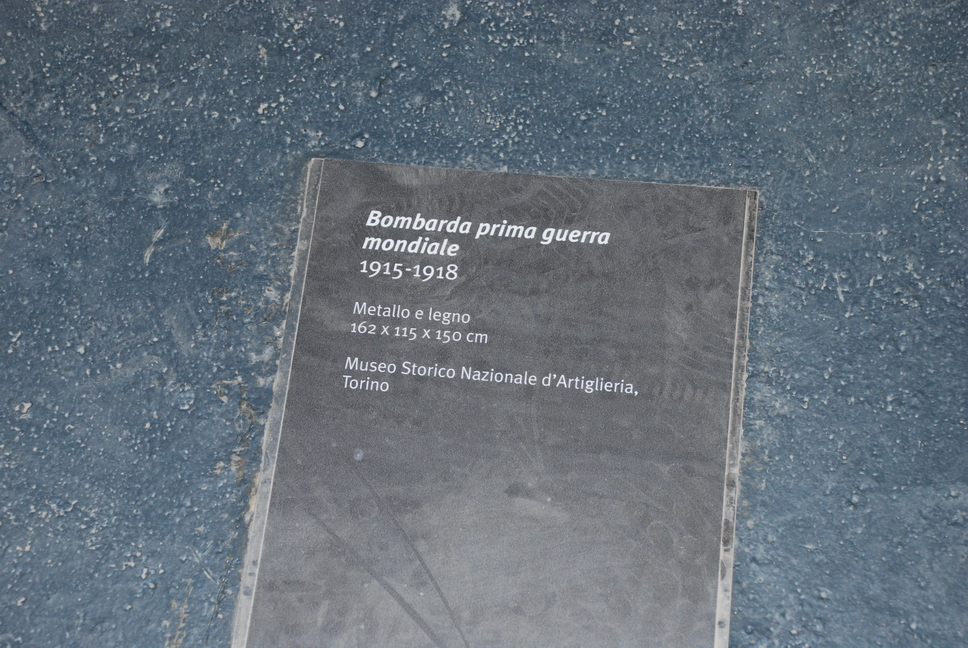 Bombarda prima guerra
mondiale
1915-1918
Metallo e legno
162 x 115 x 150 cm
Museo Storico Nazionale d'Artiglieria,
Torino